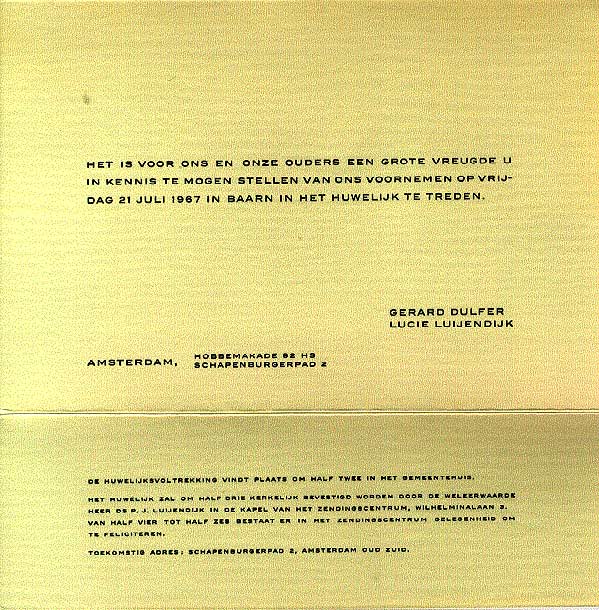 HET IS VOOR ONS EN ONZE OUDERS EEN GROTE VREUGDE U
IN KENNIS TE MOGEN STELLEN VAN ONS VOORNEMEN OP VRIJ-
DAG 21 JULI 1967 IN BAARN IN HET HUWELIJK TE TREDEN.
GERARD DULFER
LUCIE LUIJENDIJK
AMSTERDAM, HOBBEMAKADE 92 HS
SCHAPENBURGERPAD 2
DE HUWELIJKSVOLTREKKING VINDT PLAATS OM HALF TWEE IN HET GEMEENTEHUIS.
HET HUWELIJK ZAL OM HALF DRIE KERKELIJK BEVESTIGD WORDEN DOOR DE WELEERWAARDE
HEER DS P. J. LUIJENDIJK IN DE KAPEL VAN HET ZENDINGSCENTRUM, WILHELMINALAAN 3.
VAN HALF VIER TOT HALF ZES BESTAAT ER IN HET ZENDINGSCENTRUM GELEGENHEID OM
TE FELICITEREN.
TOEKOMSTIG ADRES: SCHAPENBURGERPAD 2, AMSTERDAM OUD ZUID.